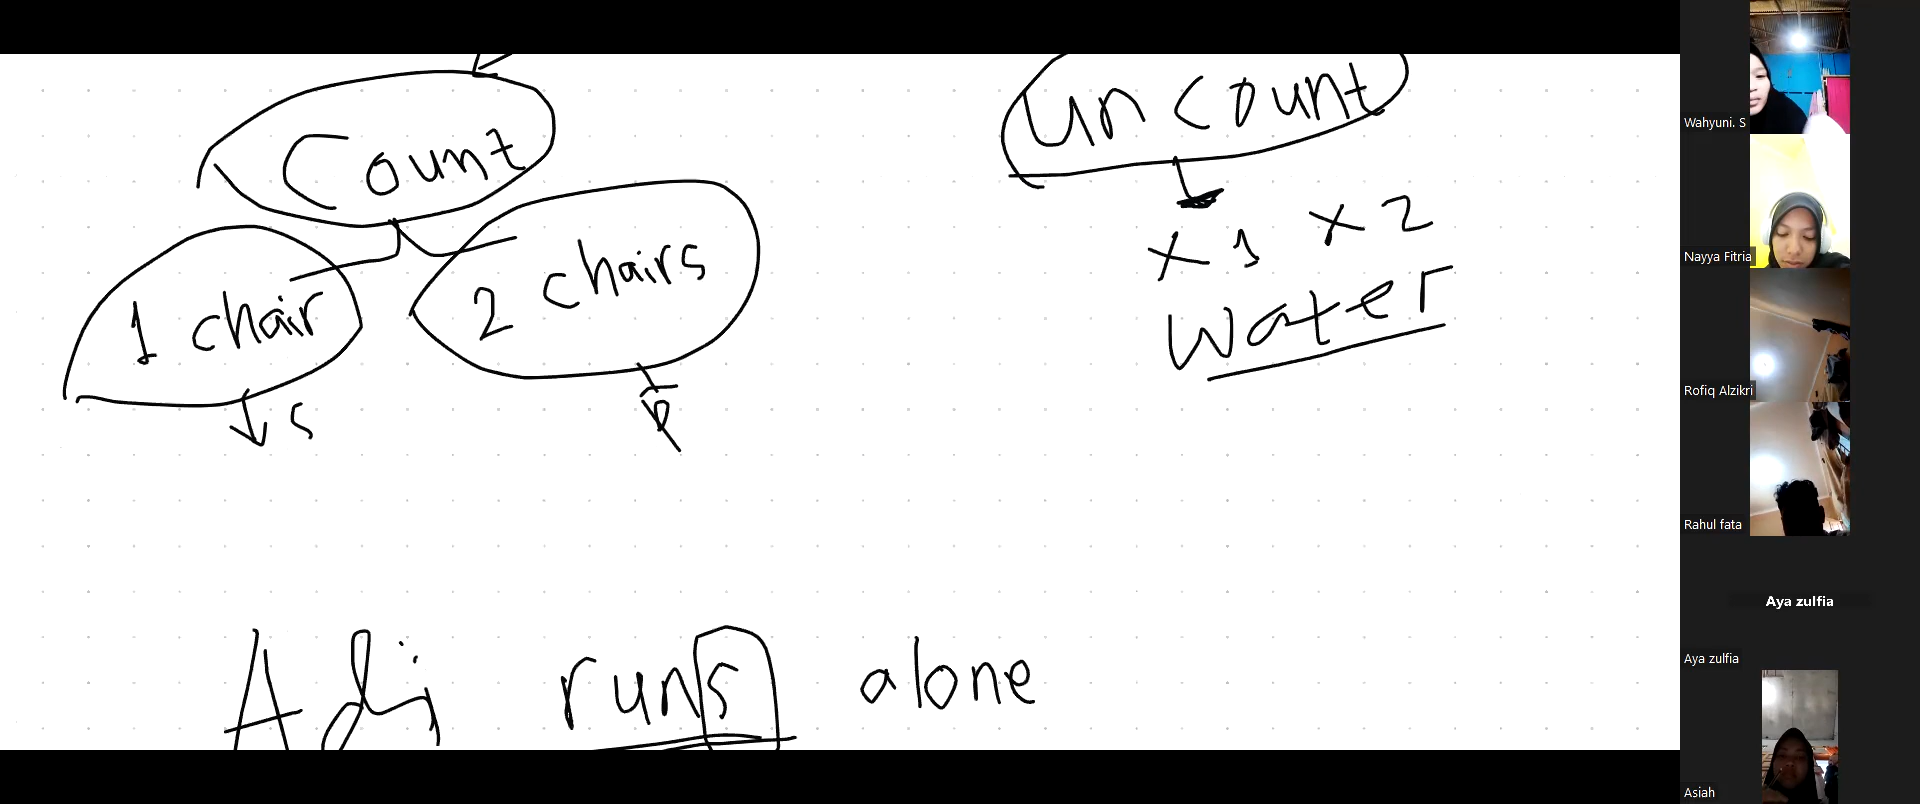 Count
Un Count
1 chair
2 chairs
x 1 x 2
water
s
p
Adi runs alone
Wahyuni. S
Nayya Fitria
Rofiq Alzikri
Rahul fata
Aya zulfia
Aya zulfia
Asiah